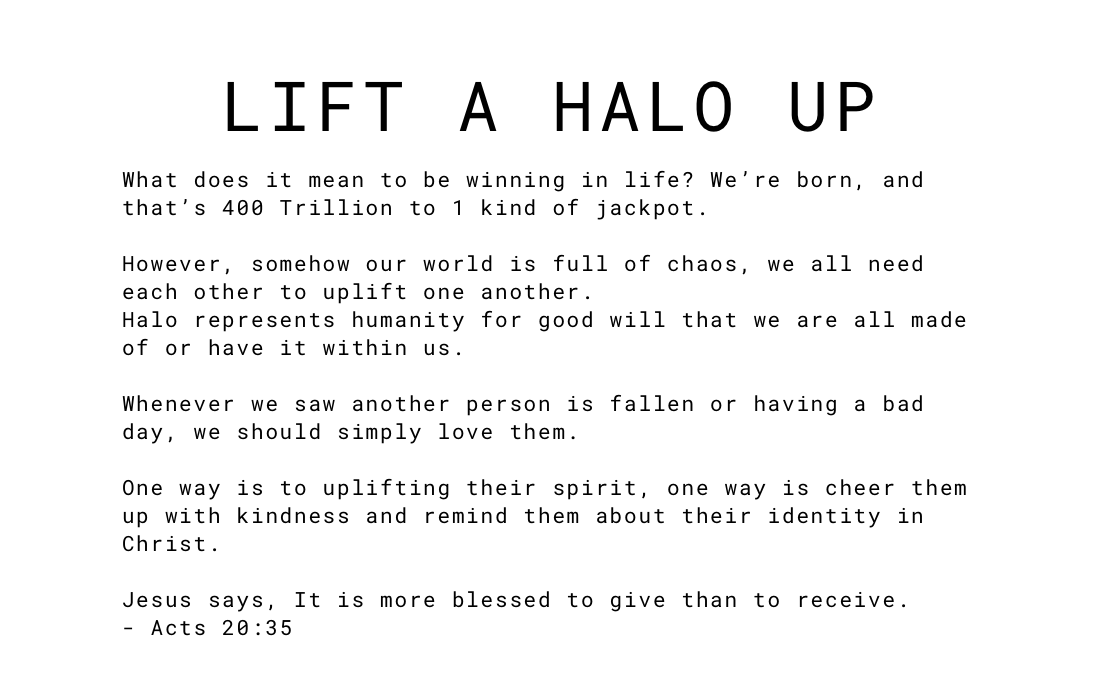 LIFT A HALO UP
What does it mean to be winning in life? We’re born, and
that’s 400 Trillion to 1 kind of jackpot.
However, somehow our world is full of chaos, we all need
each other to uplift one another.
Halo represents humanity for good will that we are all made
of or have it within us.
Whenever we saw another person is fallen or having a bad
day, we should simply love them.
One way is to uplifting their spirit, one way is cheer them
up with kindness and remind them about their identity in
Christ.
Jesus says, It is more blessed to give than to receive.
- Acts 20:35